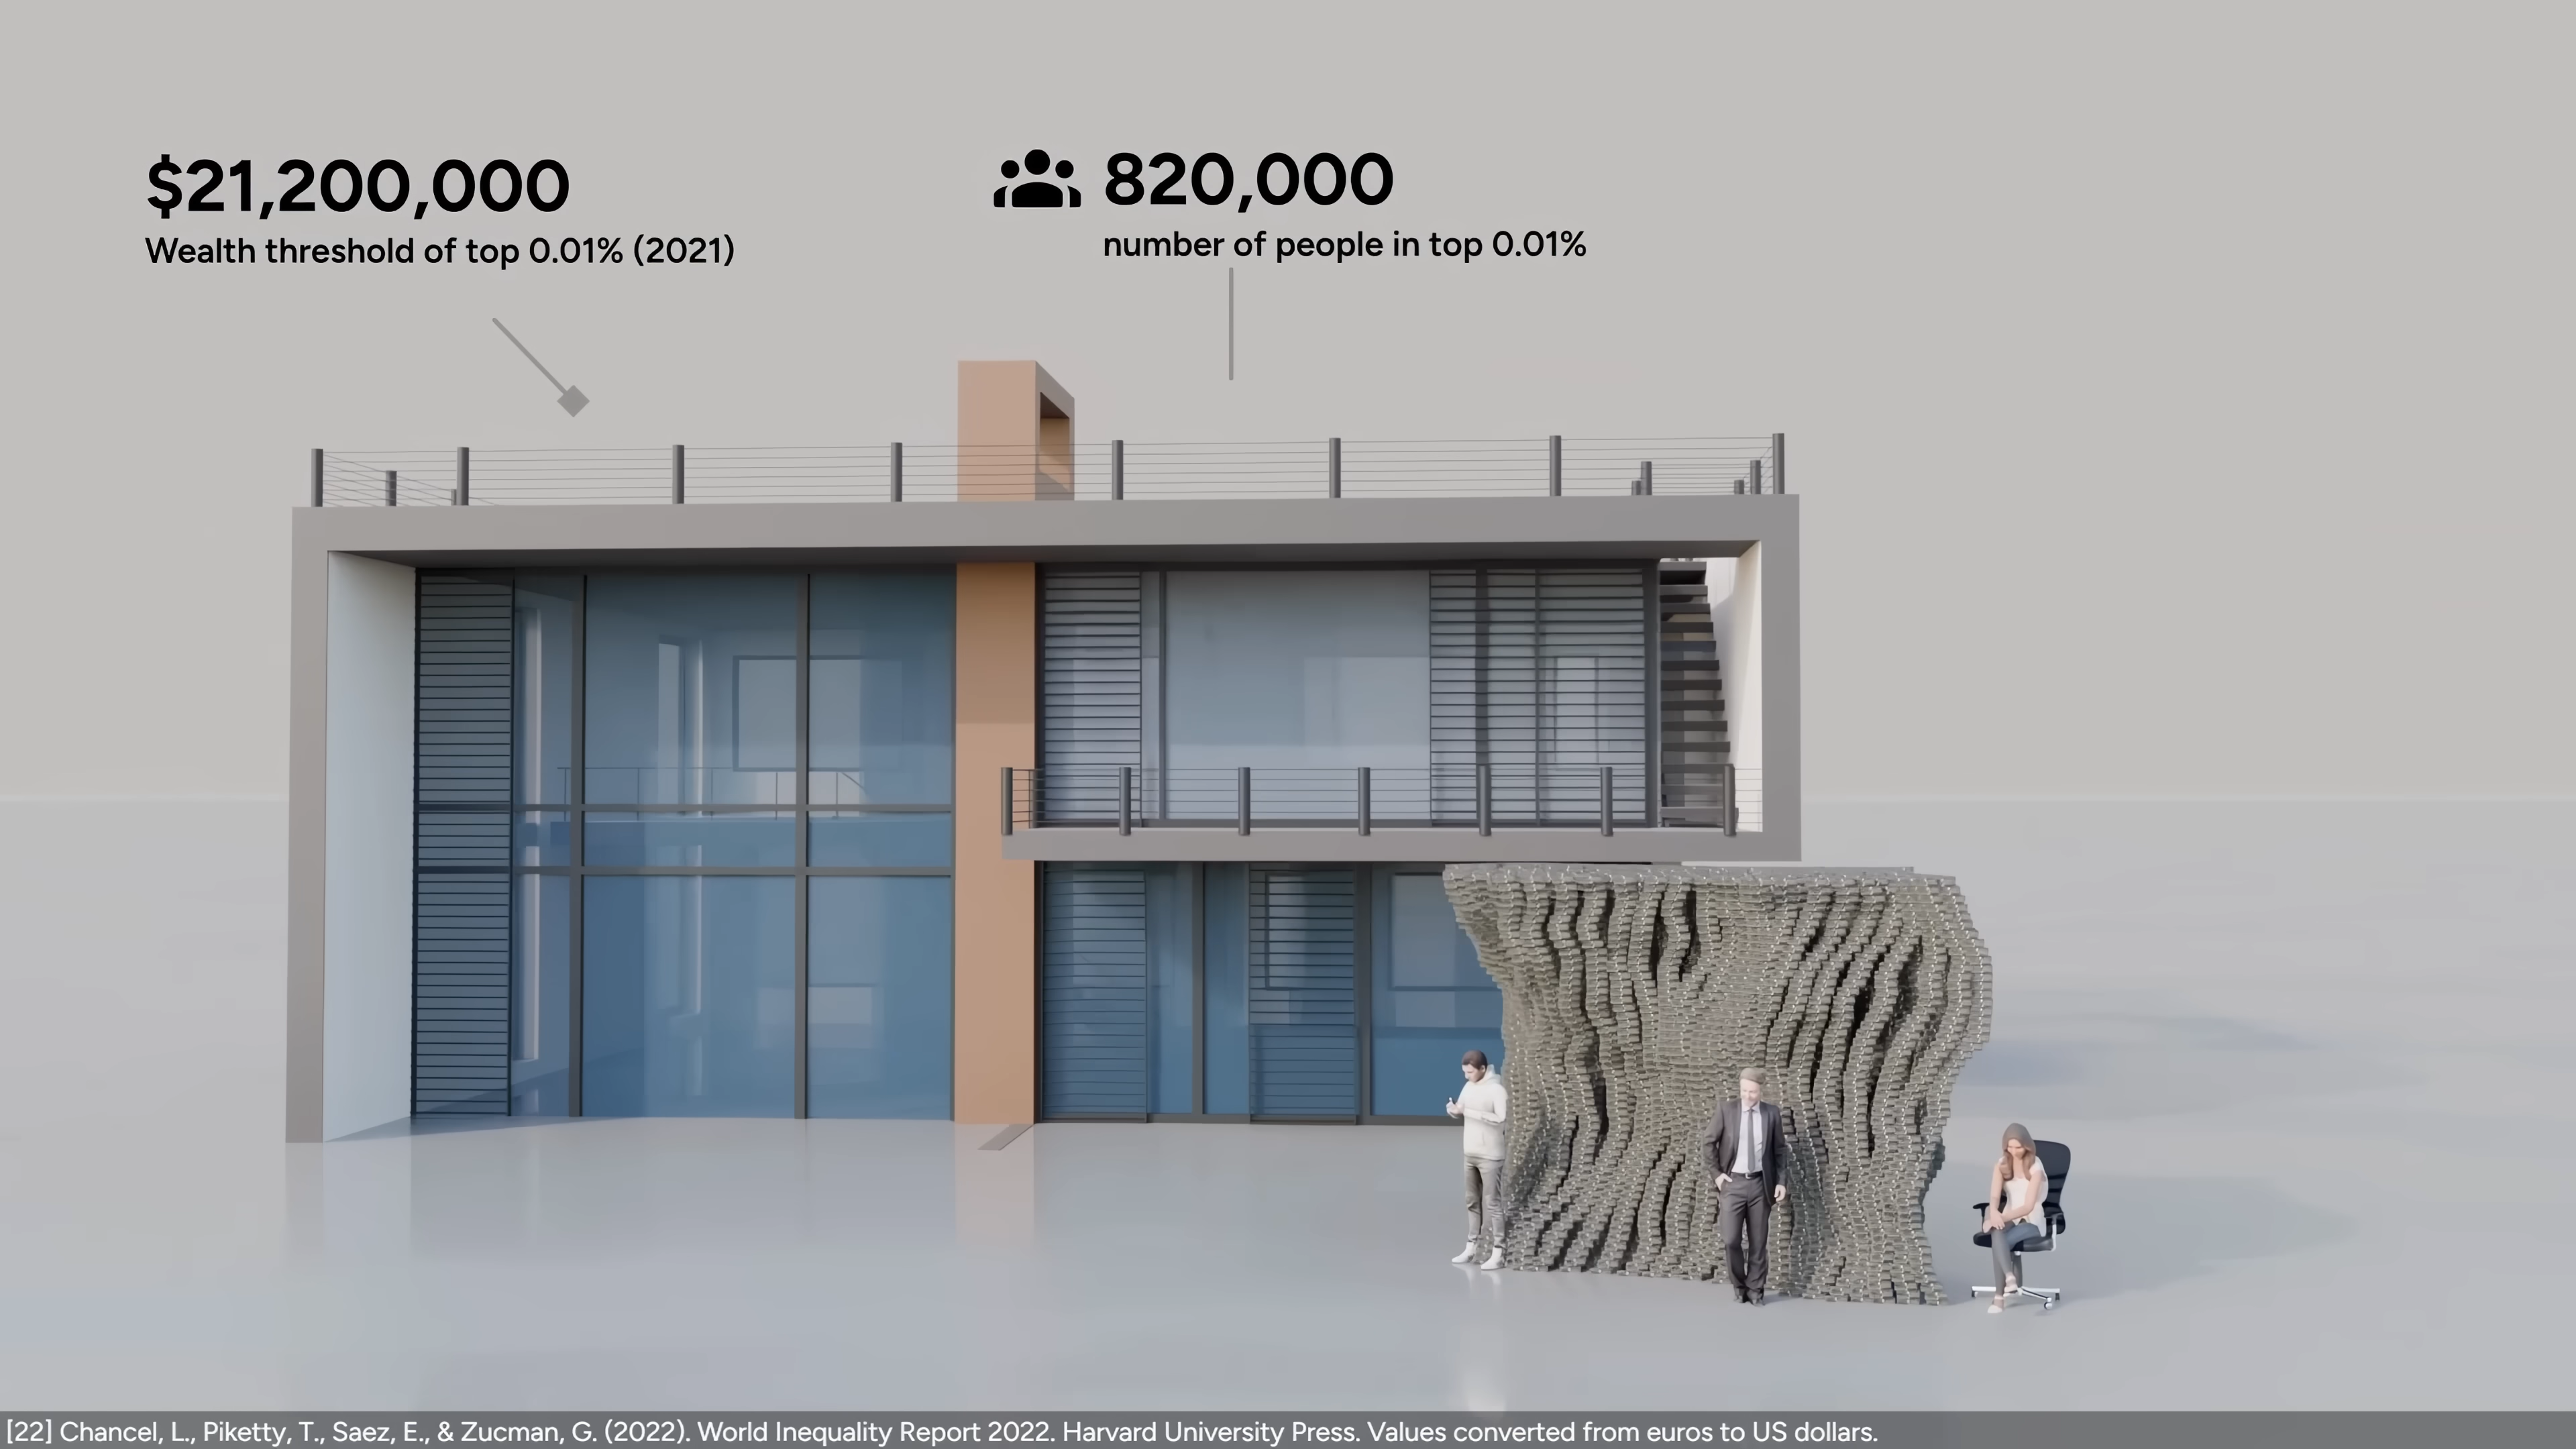 $21,200,000
Wealth threshold of top 0.01% (2021)
820,000
number of people in top 0.01%
[22] Chancel, L., Piketty, T., Saez, E., & Zucman, G. (2022). World Inequality Report 2022. Harvard University Press. Values converted from euros to US dollars.